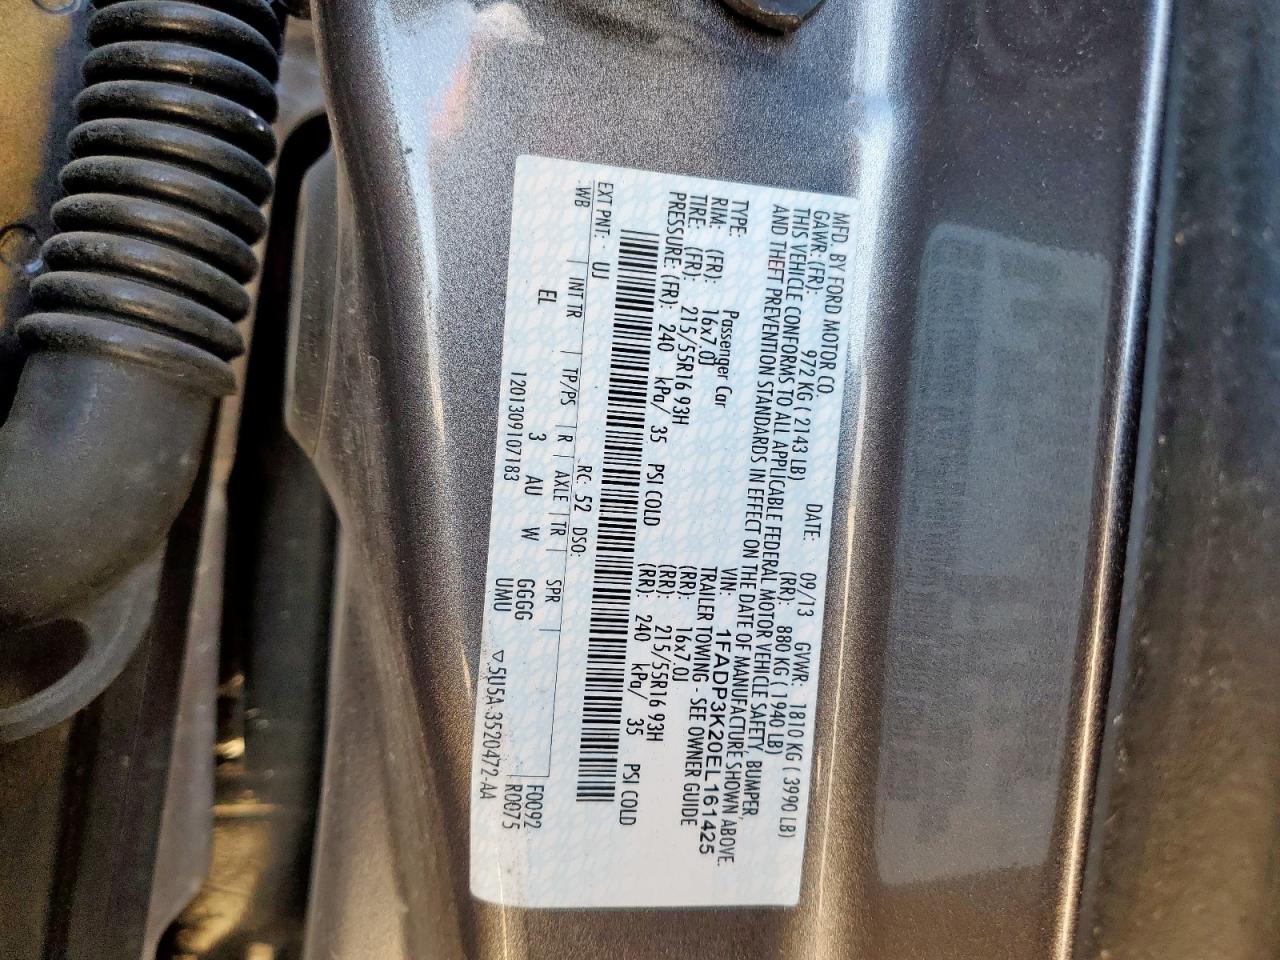 MFD. BY FORD MOTOR CO. DATE: 09/13 GVWR: 1810 KG ( 3990 LB)
GAWR: (FR): 972 KG ( 2143 LB) (RR): 880 KG ( 1940 LB)
THIS VEHICLE CONFORMS TO ALL APPLICABLE FEDERAL MOTOR VEHICLE SAFETY, BUMPER,
AND THEFT PREVENTION STANDARDS IN EFFECT ON THE DATE OF MANUFACTURE SHOWN ABOVE.
VIN: 1FADP3K20EL161425
TYPE: Passenger Car TRAILER TOWING - SEE OWNER GUIDE
RIM: (FR): 16x7.0J (RR): 16x7.0J
TIRE: (FR): 215/55R16 93H (RR): 215/55R16 93H
PRESSURE: (FR): 240 kPa/ 35 PSI COLD (RR): 240 kPa/ 35 PSI COLD
EXT PNT: UJ RC: 52 DSO:
WB | INT TR | TP/PS | R | AXLE | TR | SPR | F0092
EL 3 AU W GGGG R0075
1201309107183 UMU
▽5U5A-3520472-AA